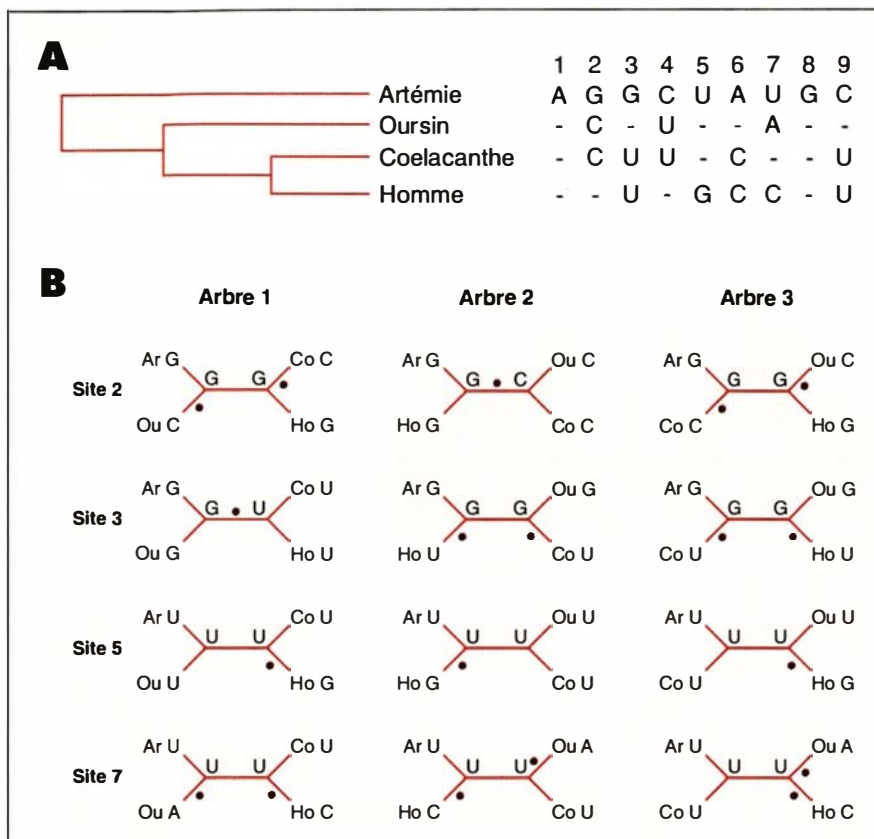 A
1 2 3 4 5 6 7 8 9
Artémie A G G C U A U G C
Oursin - C - U - - A - -
Coelacanthe - C U U - C - - U
Homme - - U - G C C - U
B
Arbre 1 Arbre 2 Arbre 3
Ar G Co C Ar G Ou C Ar G Ou C
Site 2 G G G C G G
Ou C Ho G Ho G Co C Co C Ho G
Ar G Co U Ar G Ou G Ar G Ou G
Site 3 G U G G G G
Ou G Ho U Ho U Co U Co U Ho U
Ar U Co U Ar U Ou U Ar U Ou U
Site 5 U U U U U U
Ou U Ho G Ho G Co U Co U Ho G
Ar U Co U Ar U Ou A Ar U Ou A
Site 7 U U U U U U
Ou A Ho C Ho C Co U Co U Ho C